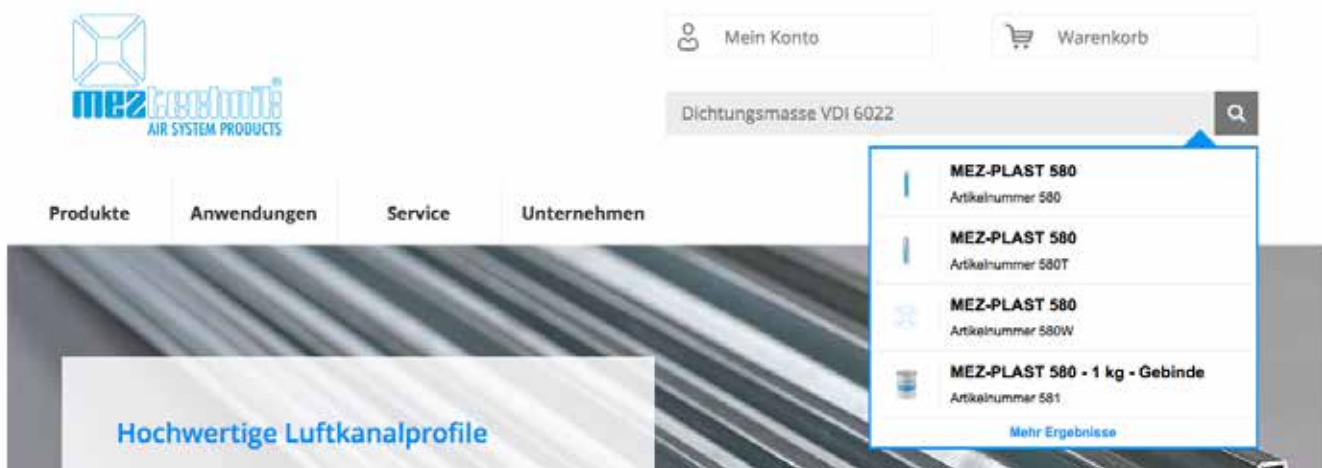 Mein Konto
Warenkorb
meztechnik®
AIR SYSTEM PRODUCTS
Dichtungsmasse VDI 6022
Produkte
Anwendungen
Service
Unternehmen
MEZ-PLAST 580
Artikelnummer 580
MEZ-PLAST 580
Artikelnummer 580T
MEZ-PLAST 580
Artikelnummer 580W
MEZ-PLAST 580 - 1 kg - Gebinde
Artikelnummer 581
Mehr Ergebnisse
Hochwertige Luftkanalprofile